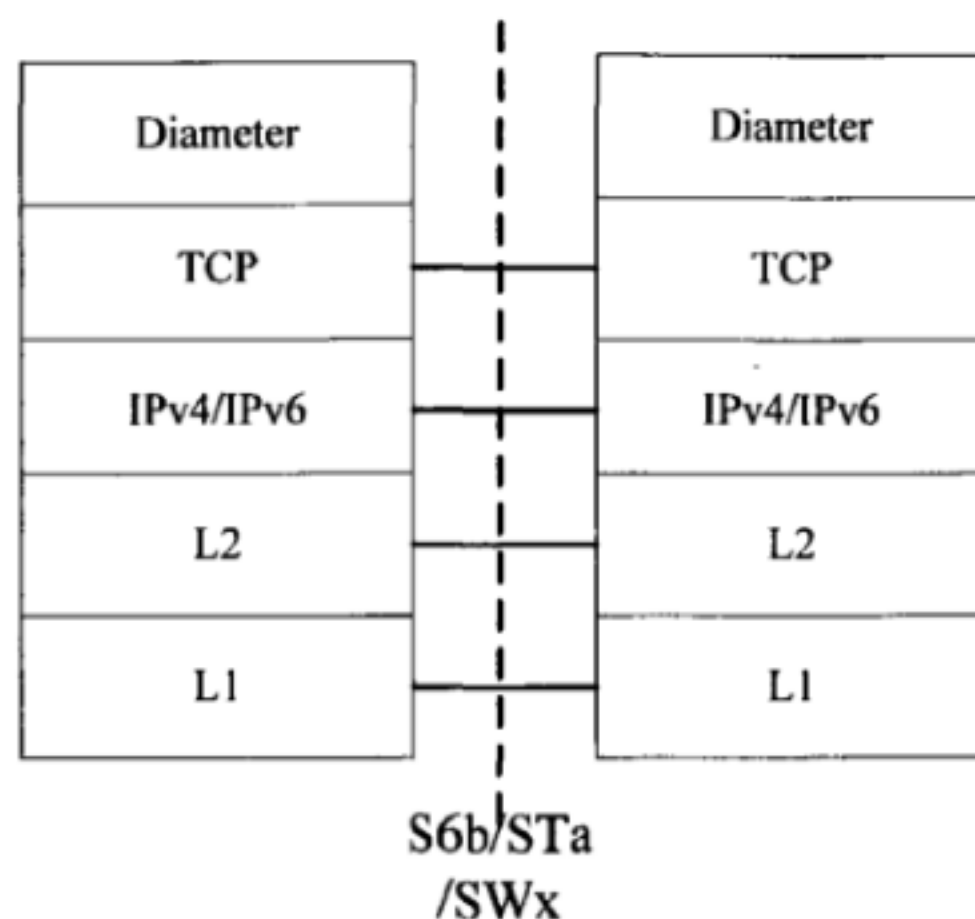 Diameter
TCP
IPv4/IPv6
L2
L1
Diameter
TCP
IPv4/IPv6
L2
L1
S6b/STa
/SWx